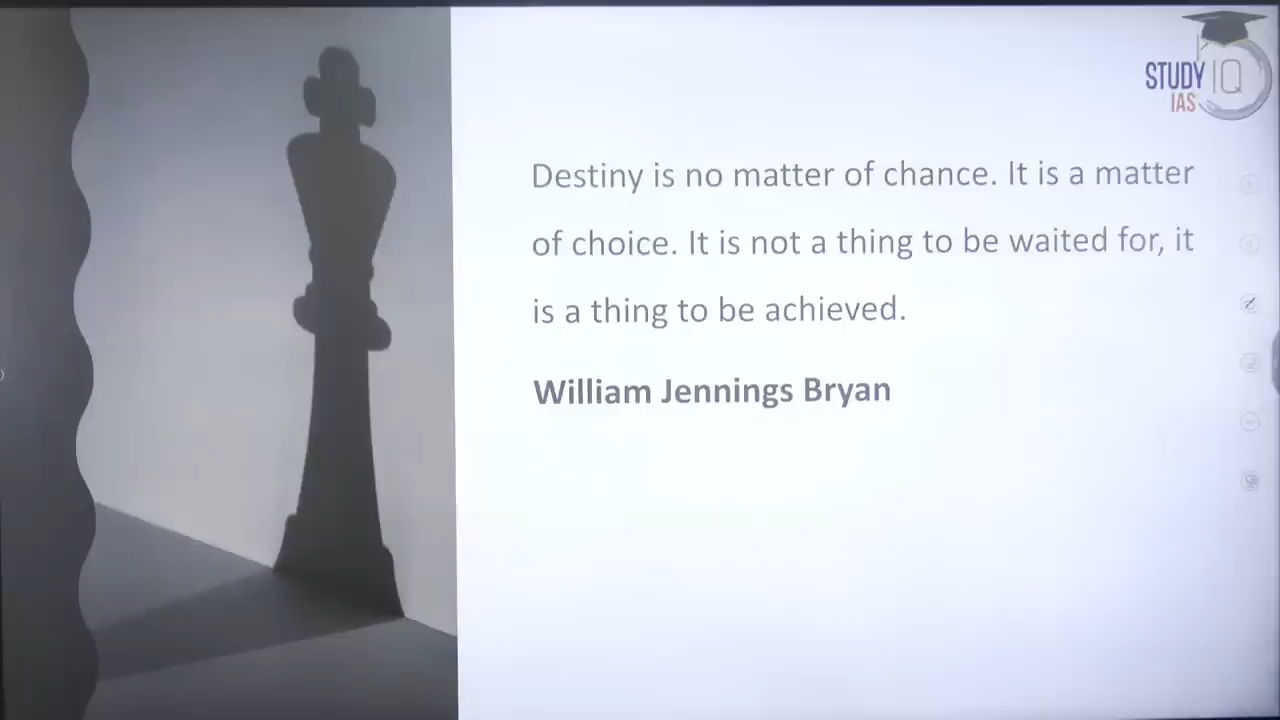 STUDY IQ
IAS
Destiny is no matter of chance. It is a matter
of choice. It is not a thing to be waited for, it
is a thing to be achieved.
William Jennings Bryan